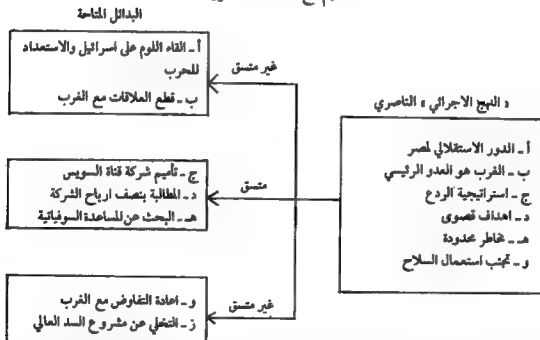 البدائل المتاحة
أ ـ القاء اللوم على اسرائيل والاستعداد
للحرب
ب ـ قطع العلاقات مع الغرب
غير متسق
« النهج الاجرائي » الناصري
أ ـ الدور الاستقلالي لمصر
ب ـ الغرب هو العدو الرئيسي
ج ـ استراتيجية الردع
د ـ اهداف قصوى
هـ ـ مخاطر محدودة
و ـ تجنب استعمال السلاح
متسق
ج ـ تأميم شركة قناة السويس
د ـ المطالبة بنصف ارباح الشركة
هـ ـ البحث عن المساعدة السوفياتية
غير متسق
و ـ اعادة التفاوض مع الغرب
ز ـ التخلي عن مشروع السد العالي